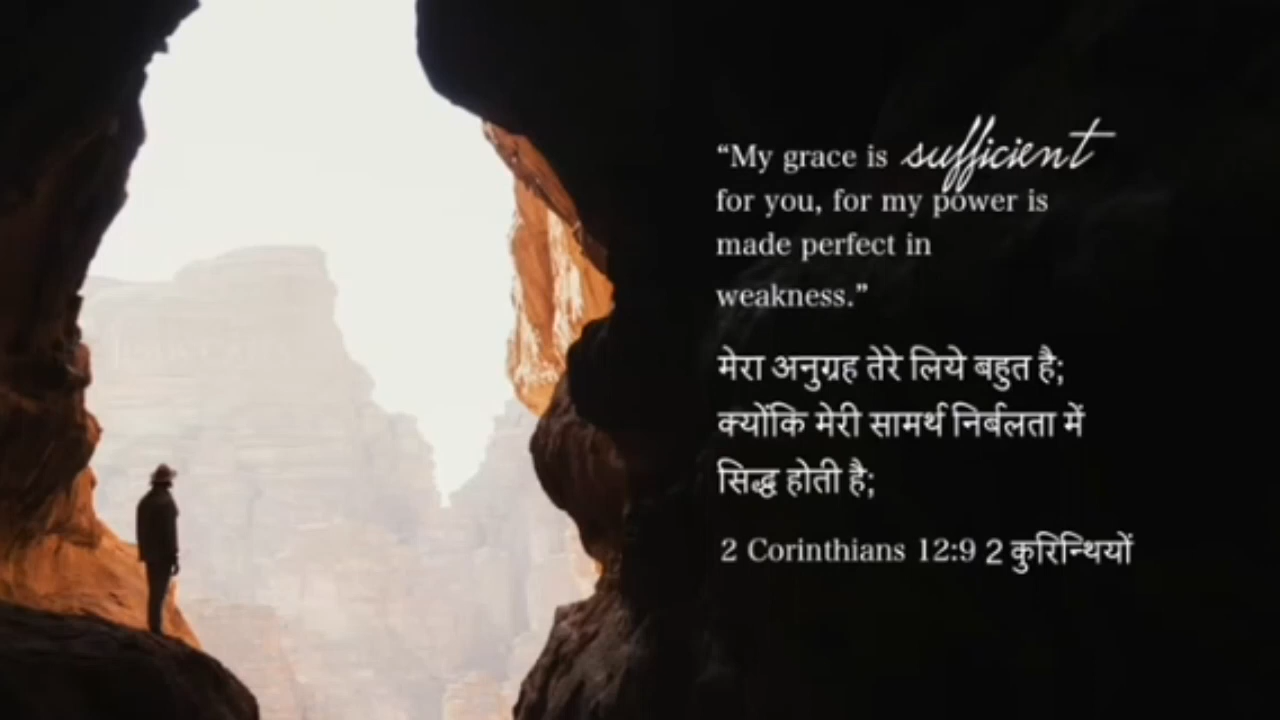 “My grace is sufficient
for you, for my power is
made perfect in
weakness.”
मेरा अनुग्रह तेरे लिये बहुत है;
क्योंकि मेरी सामर्थ निर्बलता में
सिद्ध होती है;
2 Corinthians 12:9 2 कुरिन्थियों